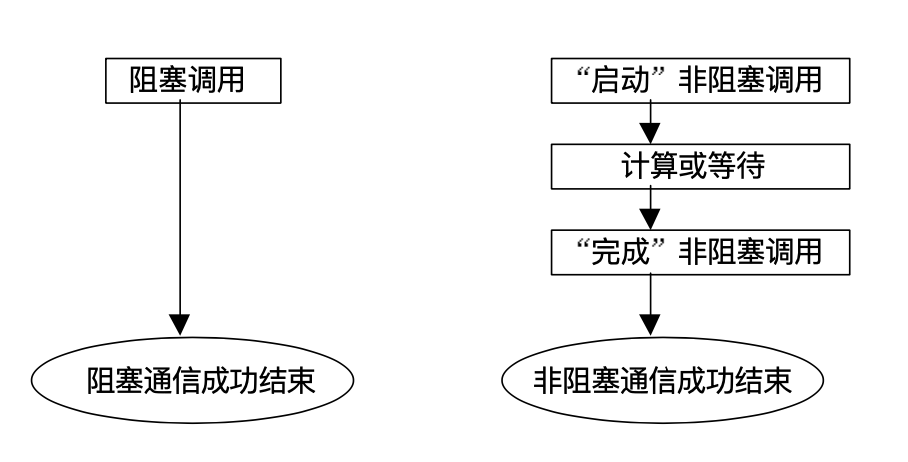 阻塞调用
阻塞通信成功结束
“启动”非阻塞调用
计算或等待
“完成”非阻塞调用
非阻塞通信成功结束